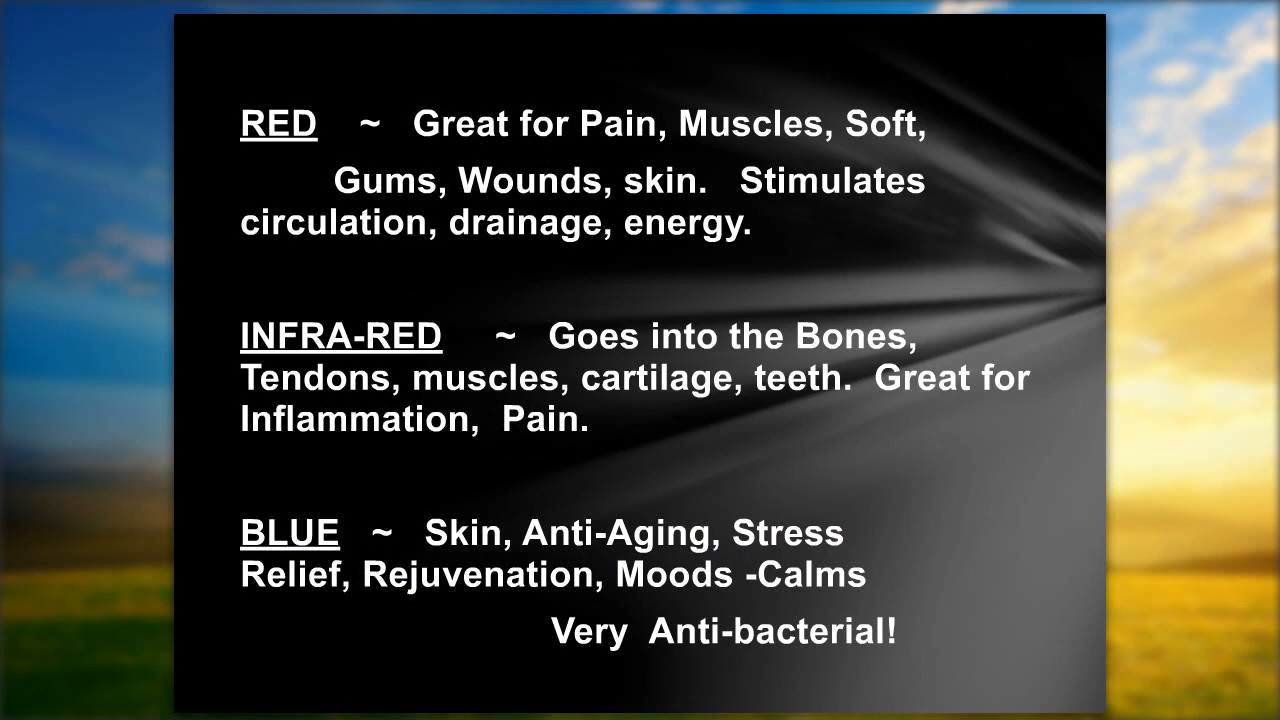 RED ~ Great for Pain, Muscles, Soft,
Gums, Wounds, skin. Stimulates
circulation, drainage, energy.
INFRA-RED ~ Goes into the Bones,
Tendons, muscles, cartilage, teeth. Great for
Inflammation, Pain.
BLUE ~ Skin, Anti-Aging, Stress
Relief, Rejuvenation, Moods -Calms
Very Anti-bacterial!